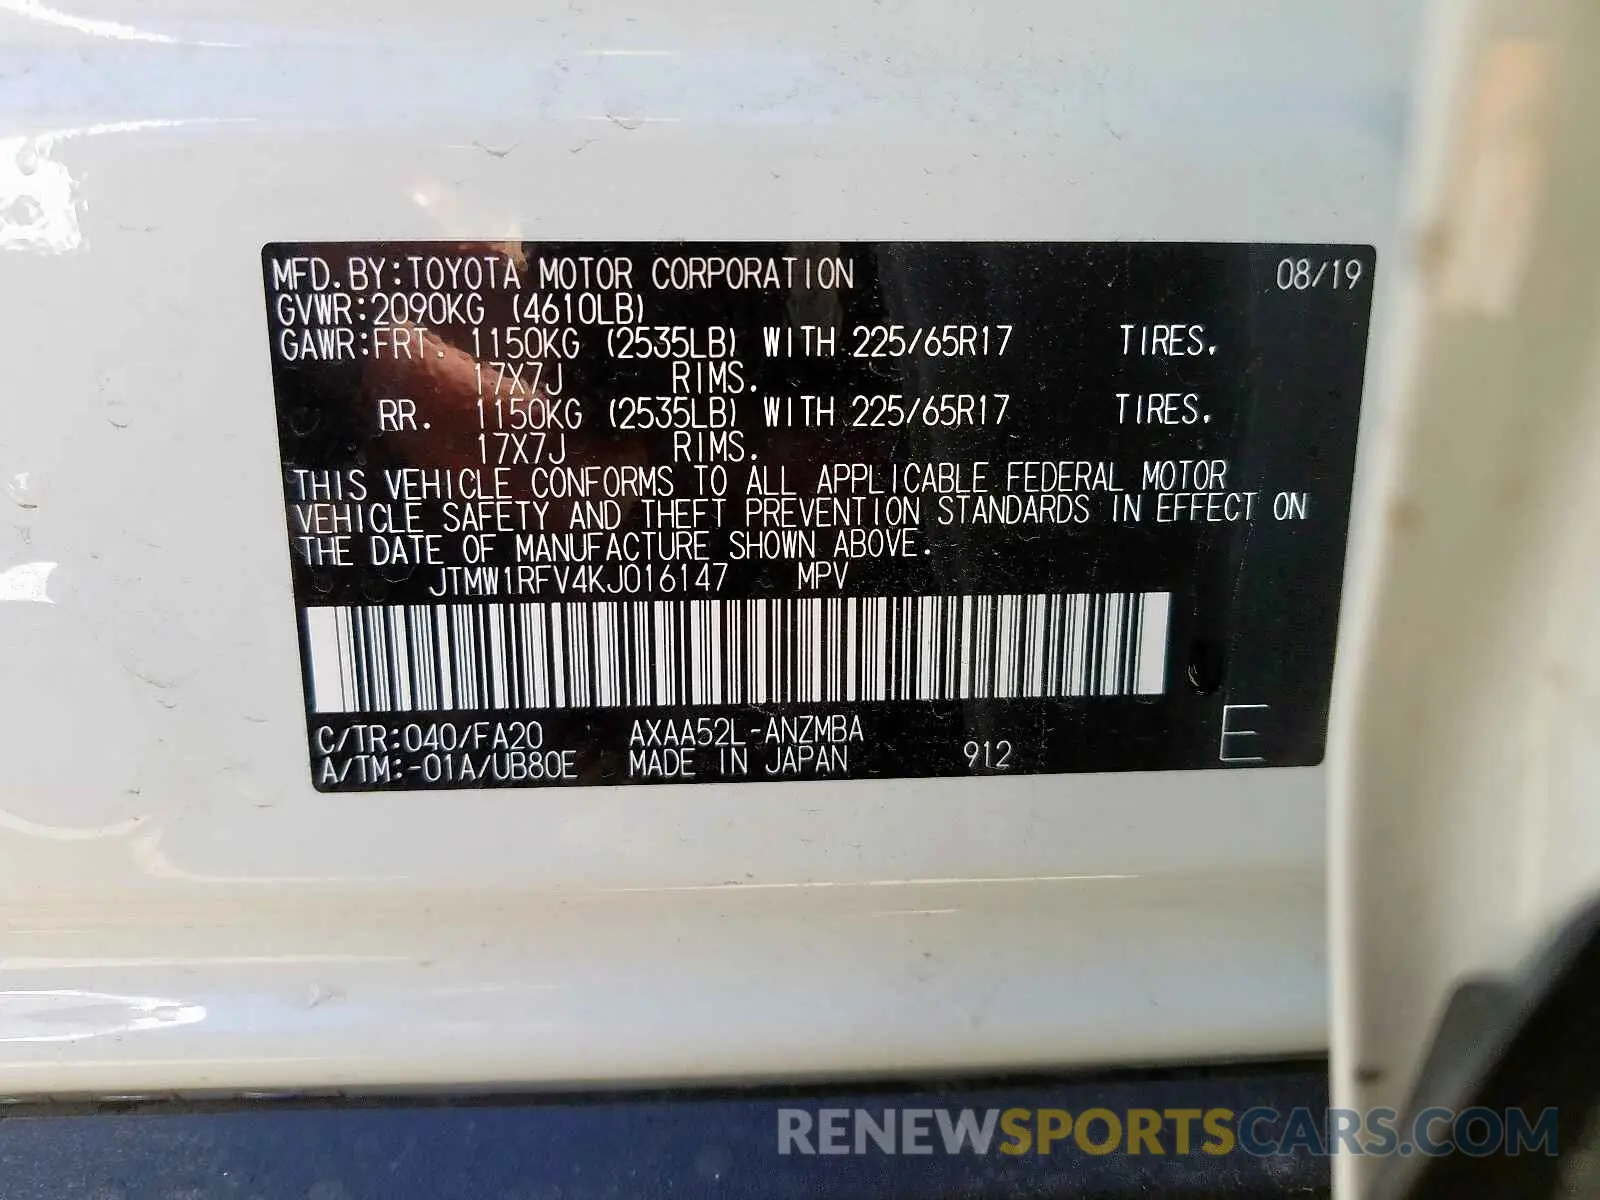 MFD.BY:TOYOTA MOTOR CORPORATION 08/19
GVWR:2090KG (4610LB)
GAWR:FRT. 1150KG (2535LB) WITH 225/65R17 TIRES.
17X7J RIMS.
RR. 1150KG (2535LB) WITH 225/65R17 TIRES.
17X7J RIMS.
THIS VEHICLE CONFORMS TO ALL APPLICABLE FEDERAL MOTOR
VEHICLE SAFETY AND THEFT PREVENTION STANDARDS IN EFFECT ON
THE DATE OF MANUFACTURE SHOWN ABOVE.
JTMW1RFV4KJ016147 MPV
C/TR:040/FA20 AXAA52L-ANZMBA
A/TM:-01A/UB80E MADE IN JAPAN 912 E
RENEWSPORTSCARS.COM